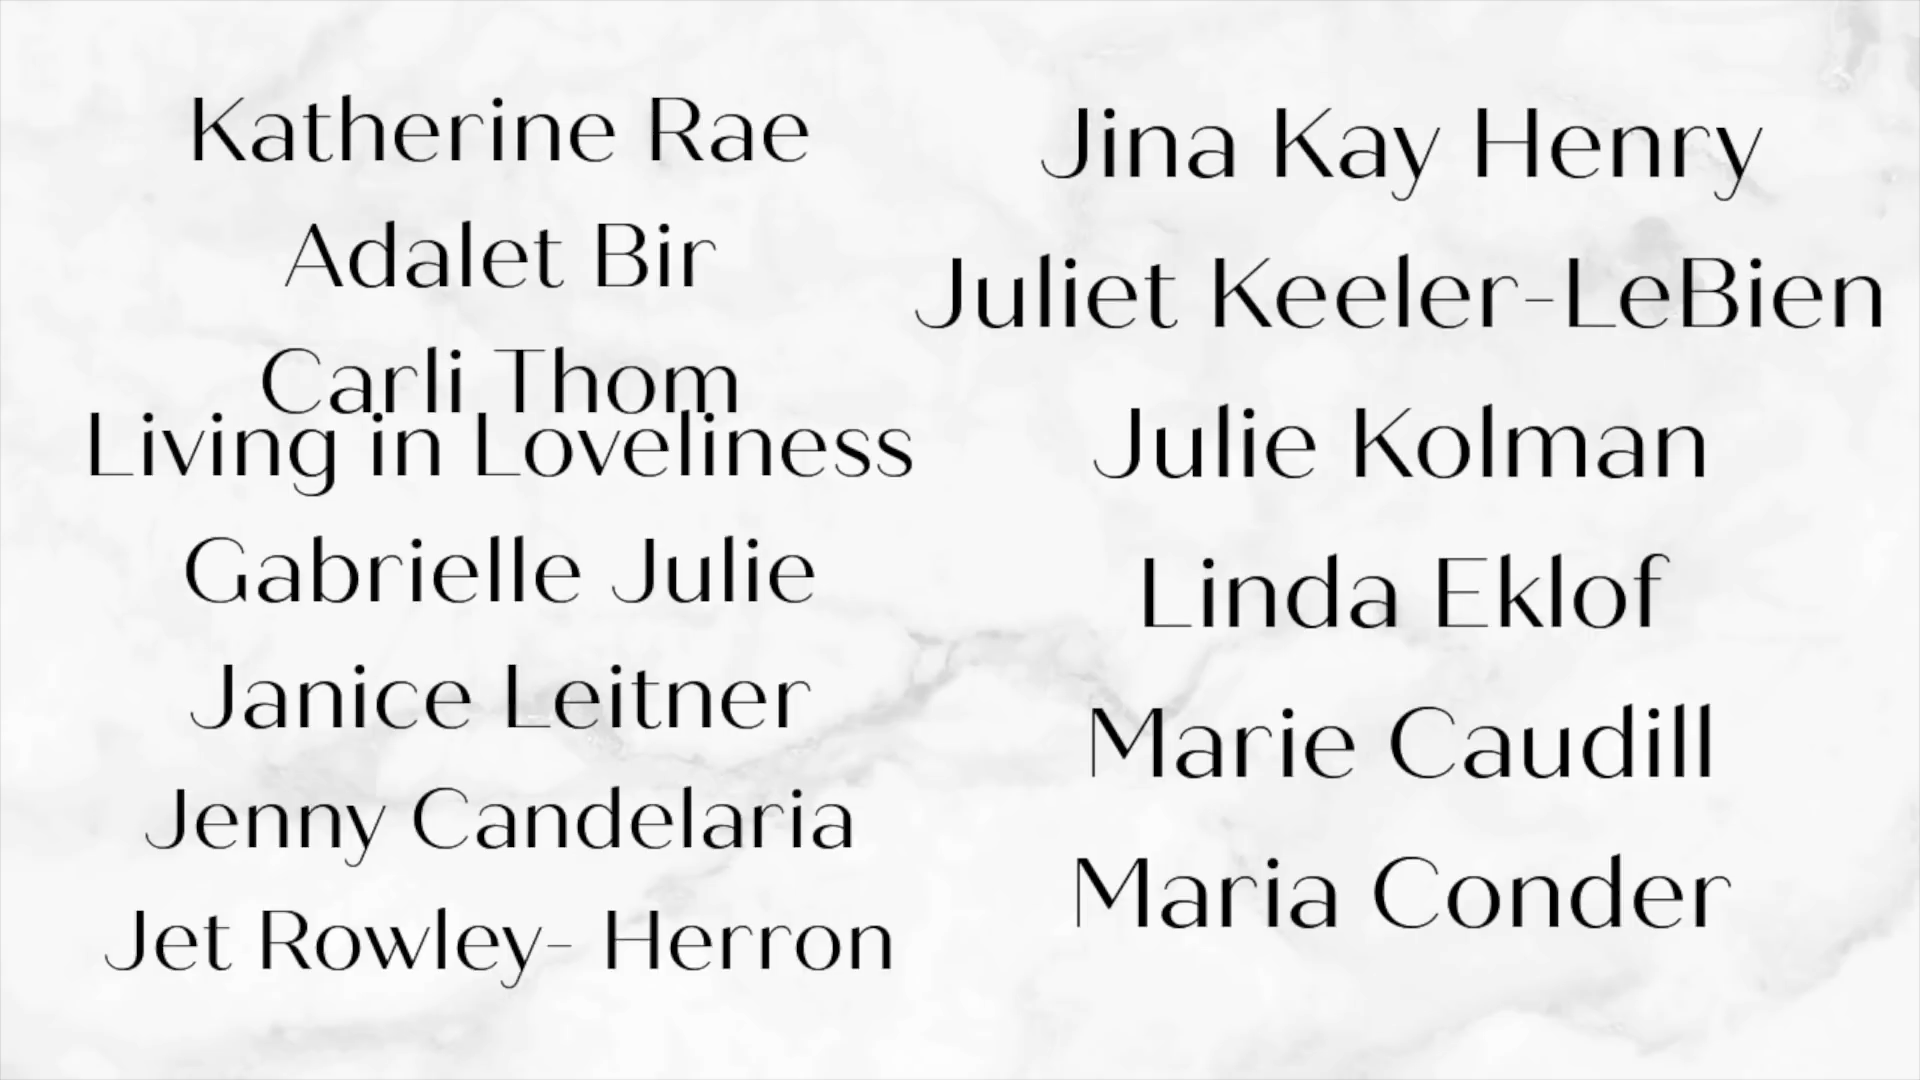 Katherine Rae
Adalet Bir
Carli Thom
Living in Loveliness
Gabrielle Julie
Janice Leitner
Jenny Candelaria
Jet Rowley- Herron
Jina Kay Henry
Juliet Keeler-LeBien
Julie Kolman
Linda Eklof
Marie Caudill
Maria Conder